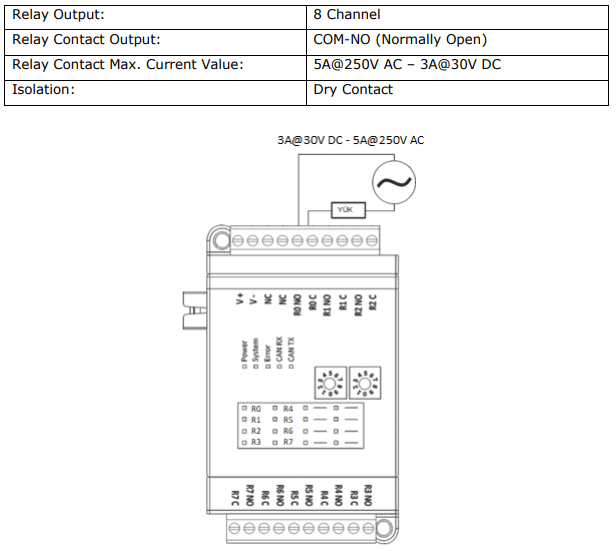 Relay Output: 8 Channel
Relay Contact Output: COM-NO (Normally Open)
Relay Contact Max. Current Value: 5A@250V AC – 3A@30V DC
Isolation: Dry Contact
3A@30V DC - 5A@250V AC
YÜK
V+ V- NC NC R0 NO R0 C R1 NO R1 C R2 NO R2 C
Power System Error CAN RX CAN TX
R0 R4
R1 R5
R2 R6
R3 R7
R7 C R7 NO R6 C R6 NO R5 C R5 NO R4 C R4 NO R3 C R3 NO